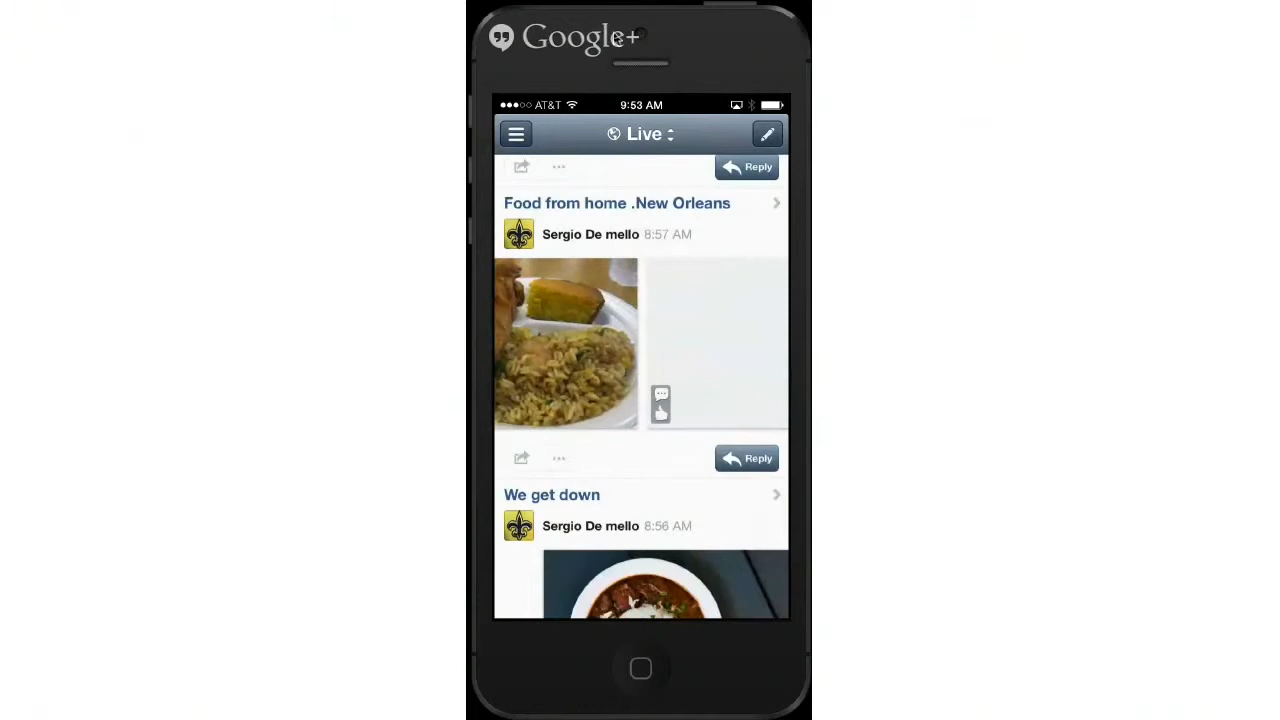 Google+
AT&T 9:53 AM
Live
Reply
Food from home .New Orleans
Sergio De mello 8:57 AM
Reply
We get down
Sergio De mello 8:56 AM